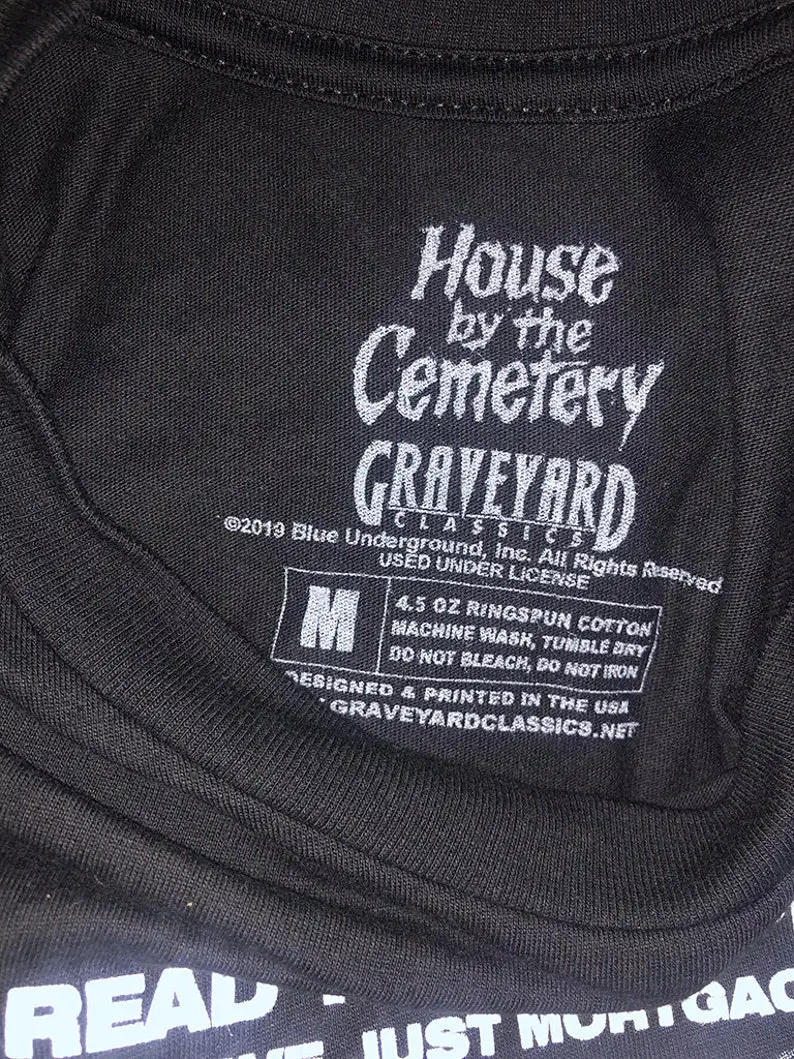 House
by the
Cemetery
GRAVEYARD
CLASSICS
©2019 Blue Underground, Inc. All Rights Reserved
USED UNDER LICENSE
M
4.5 OZ RINGSPUN COTTON
MACHINE WASH, TUMBLE DRY
DO NOT BLEACH, DO NOT IRON
DESIGNED & PRINTED IN THE USA
GRAVEYARDCLASSICS.NET
READ
JUST MORTGAG